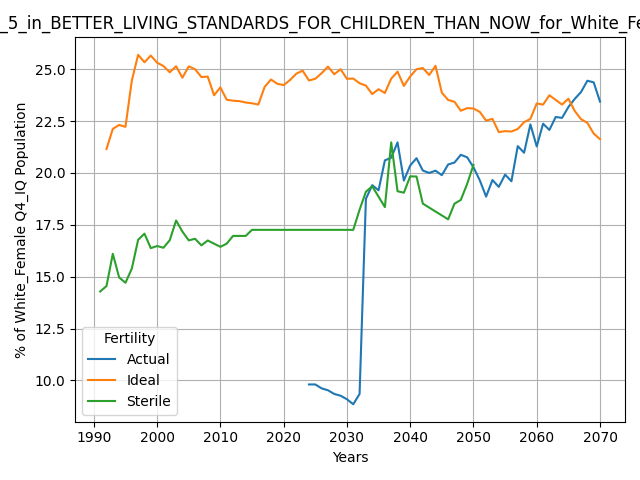 _5_in_BETTER_LIVING_STANDARDS_FOR_CHILDREN_THAN_NOW_for_White_Fe
% of White_Female Q4_IQ Population
25.0
22.5
20.0
17.5
15.0
12.5
10.0
Fertility
Actual
Ideal
Sterile
1990 2000 2010 2020 2030 2040 2050 2060 2070
Years